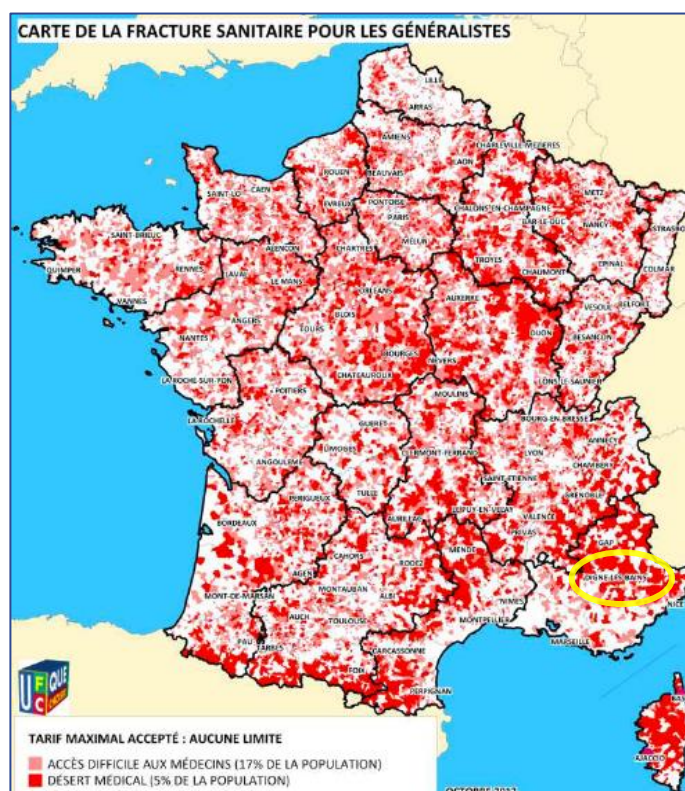 CARTE DE LA FRACTURE SANITAIRE POUR LES GÉNÉRALISTES
LILLE
ARRAS
AMIENS
CHARLEVILLE-MEZIERES
LAON
ROUEN
BEAUVAIS
METZ
SAINT-LO
CAEN
EVREUX
PONTOISE
CHALONS-EN-CHAMPAGNE
PARIS
BAR-LE-DUC
NANCY
STRASBO
SAINT-BRIEUC
ALENCON
CHARTRES
MELUN
TROYES
EPINAL
QUIMPER
RENNES
LAVAL
CHAUMONT
COLMAR
LE MANS
ORLEANS
VANNES
AUXERRE
VESOUL
BELFORT
BLOIS
ANGERS
TOURS
DIJON
BESANCON
NANTES
BOURGES
NEVERS
CHATEAUROUX
LA ROCHE-SUR-YON
LONS-LE-SAUNIER
POITIERS
MOULINS
LA ROCHELLE
GUERET
BOURG-EN-BRESSE
LIMOGES
CLERMONT-FERRAND
LYON
ANNECY
ANGOULEME
CHAMBERY
TULLE
SAINT-ETIENNE
PERIGUEUX
GRENOBLE
LE PUY-EN-VELAY
AURILLAC
VALENCE
BORDEAUX
PRIVAS
CAHORS
MENDE
GAP
AGEN
RODEZ
DIGNE-LES-BAINS
MONTAUBAN
MONT-DE-MARSAN
ALBI
NIMES
NICE
AUCH
TOULOUSE
MONTPELLIER
MARSEILLE
PAU
TARBES
CARCASSONNE
FOIX
PERPIGNAN
BAS
AJACCIO
UFC QUE CHOISIR
TARIF MAXIMAL ACCEPTÉ : AUCUNE LIMITE
ACCÈS DIFFICILE AUX MÉDECINS (17% DE LA POPULATION)
DÉSERT MÉDICAL (5% DE LA POPULATION)
OCTOBRE 2012